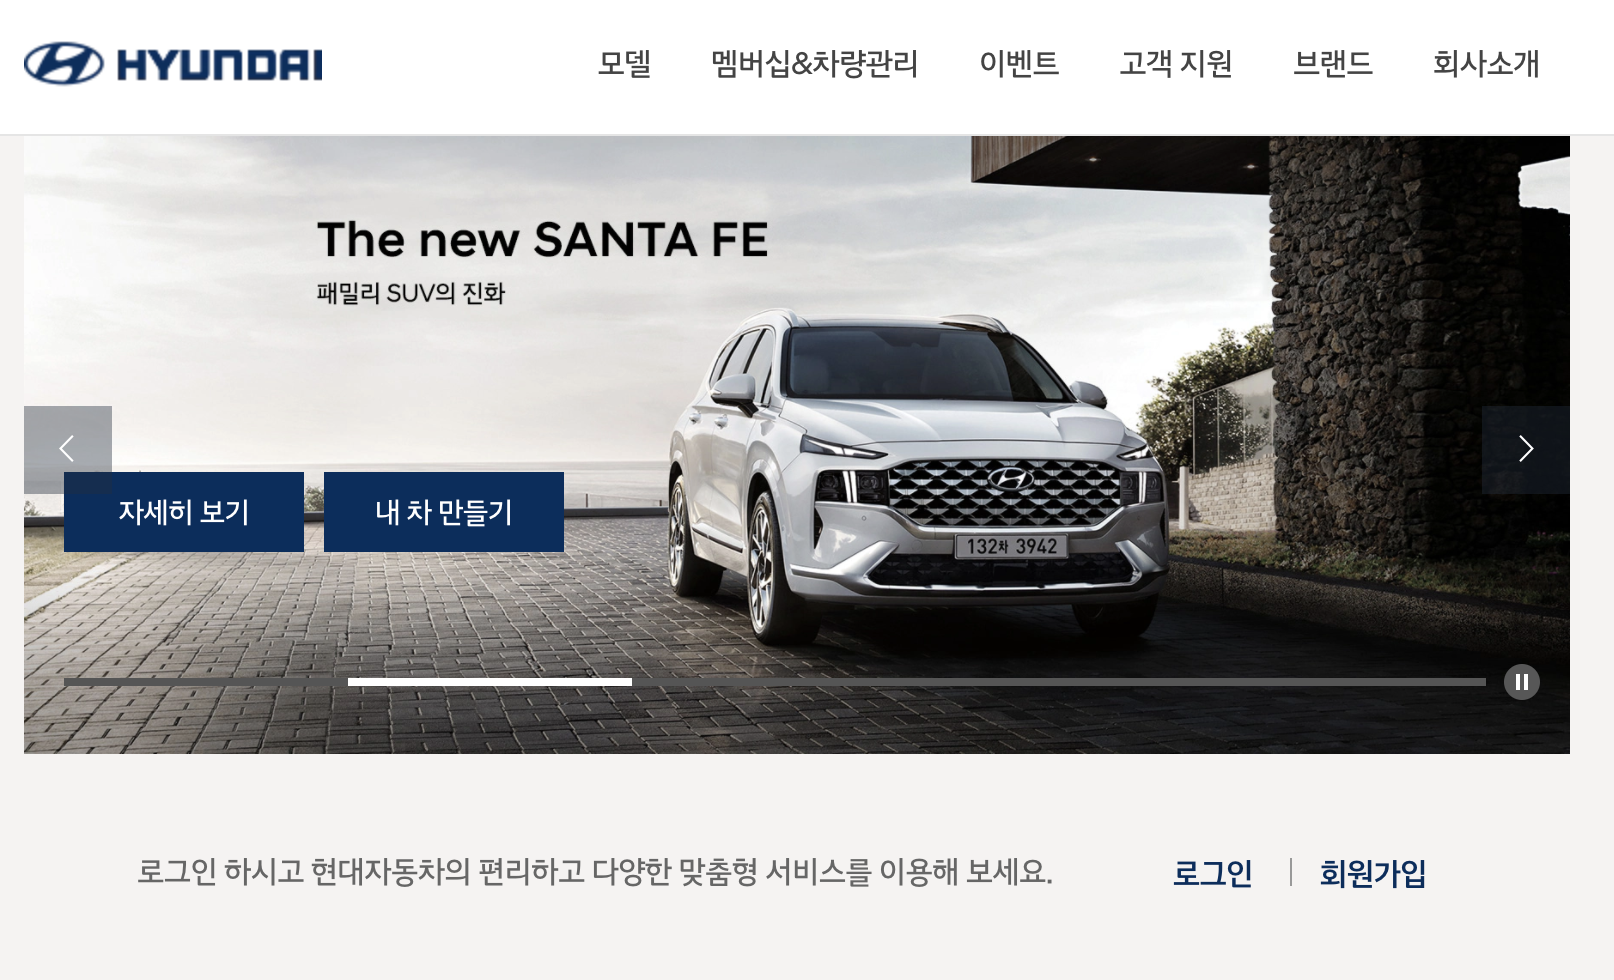 HYUNDAI
모델 멤버십&차량관리 이벤트 고객 지원 브랜드 회사소개
The new SANTA FE
패밀리 SUV의 진화
자세히 보기 내 차 만들기
132차 3942
로그인 하시고 현대자동차의 편리하고 다양한 맞춤형 서비스를 이용해 보세요. 로그인 회원가입